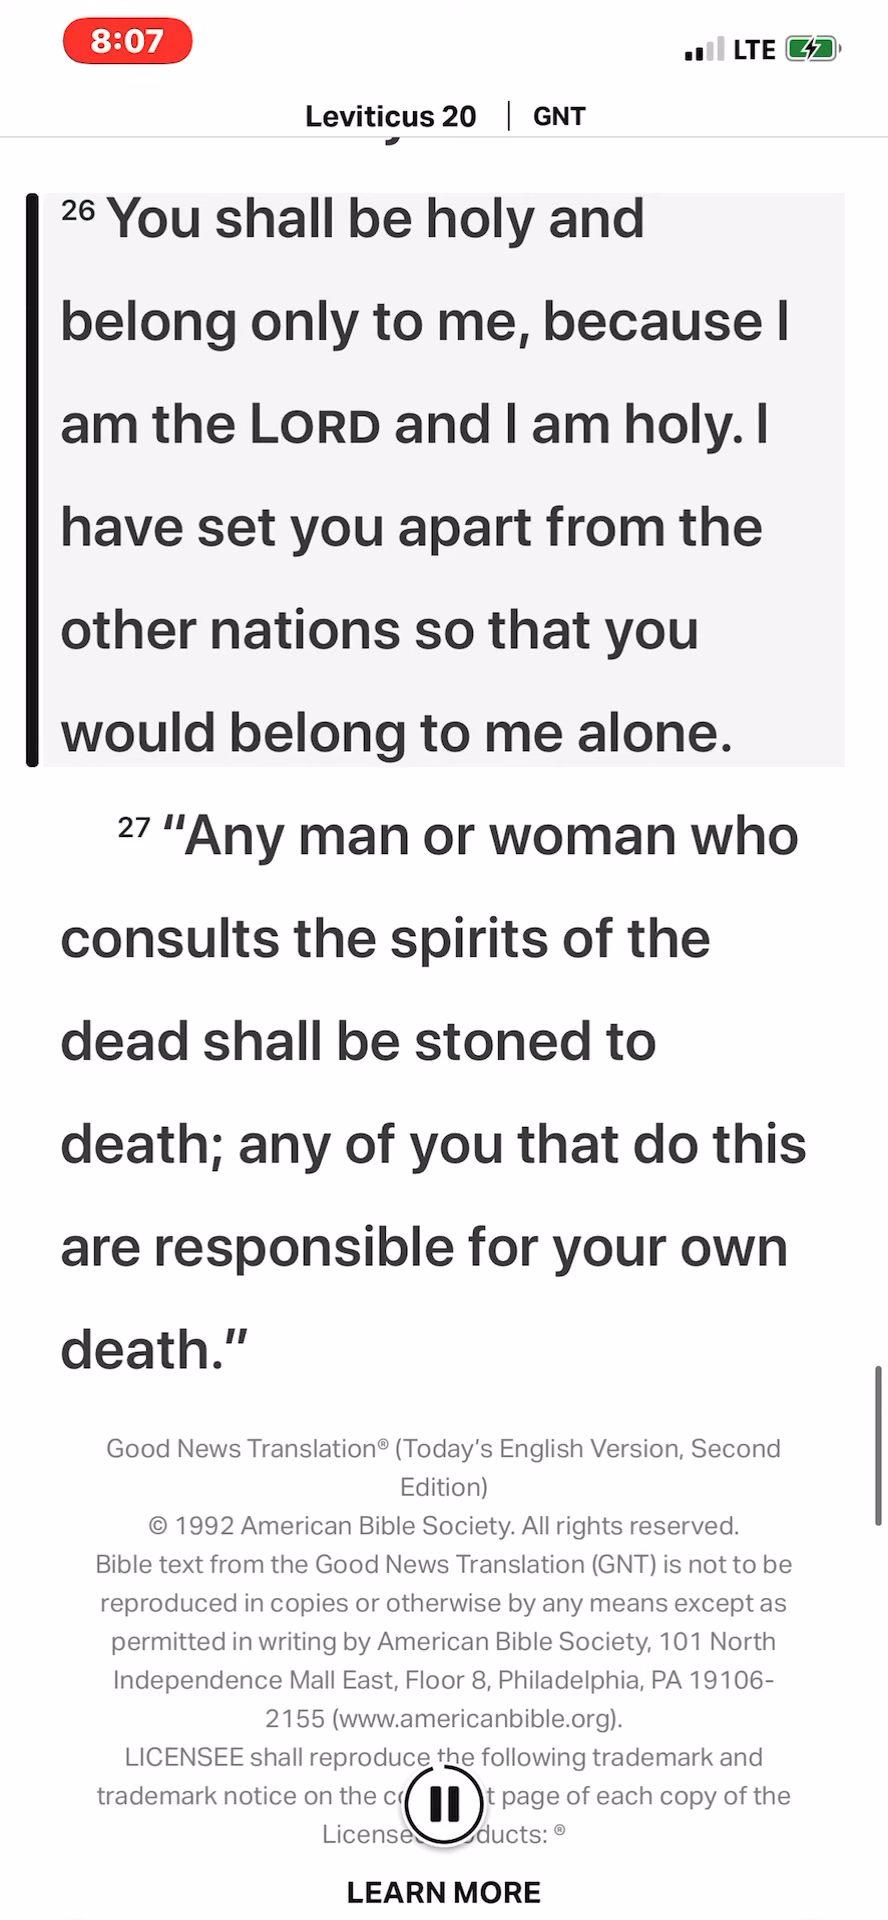 8:07
LTE
Leviticus 20 | GNT
26 You shall be holy and
belong only to me, because I
am the LORD and I am holy. I
have set you apart from the
other nations so that you
would belong to me alone.
27 “Any man or woman who
consults the spirits of the
dead shall be stoned to
death; any of you that do this
are responsible for your own
death.”
Good News Translation® (Today’s English Version, Second
Edition)
© 1992 American Bible Society. All rights reserved.
Bible text from the Good News Translation (GNT) is not to be
reproduced in copies or otherwise by any means except as
permitted in writing by American Bible Society, 101 North
Independence Mall East, Floor 8, Philadelphia, PA 19106-
2155 (www.americanbible.org).
LICENSEE shall reproduce the following trademark and
trademark notice on the page of each copy of the
®
LEARN MORE